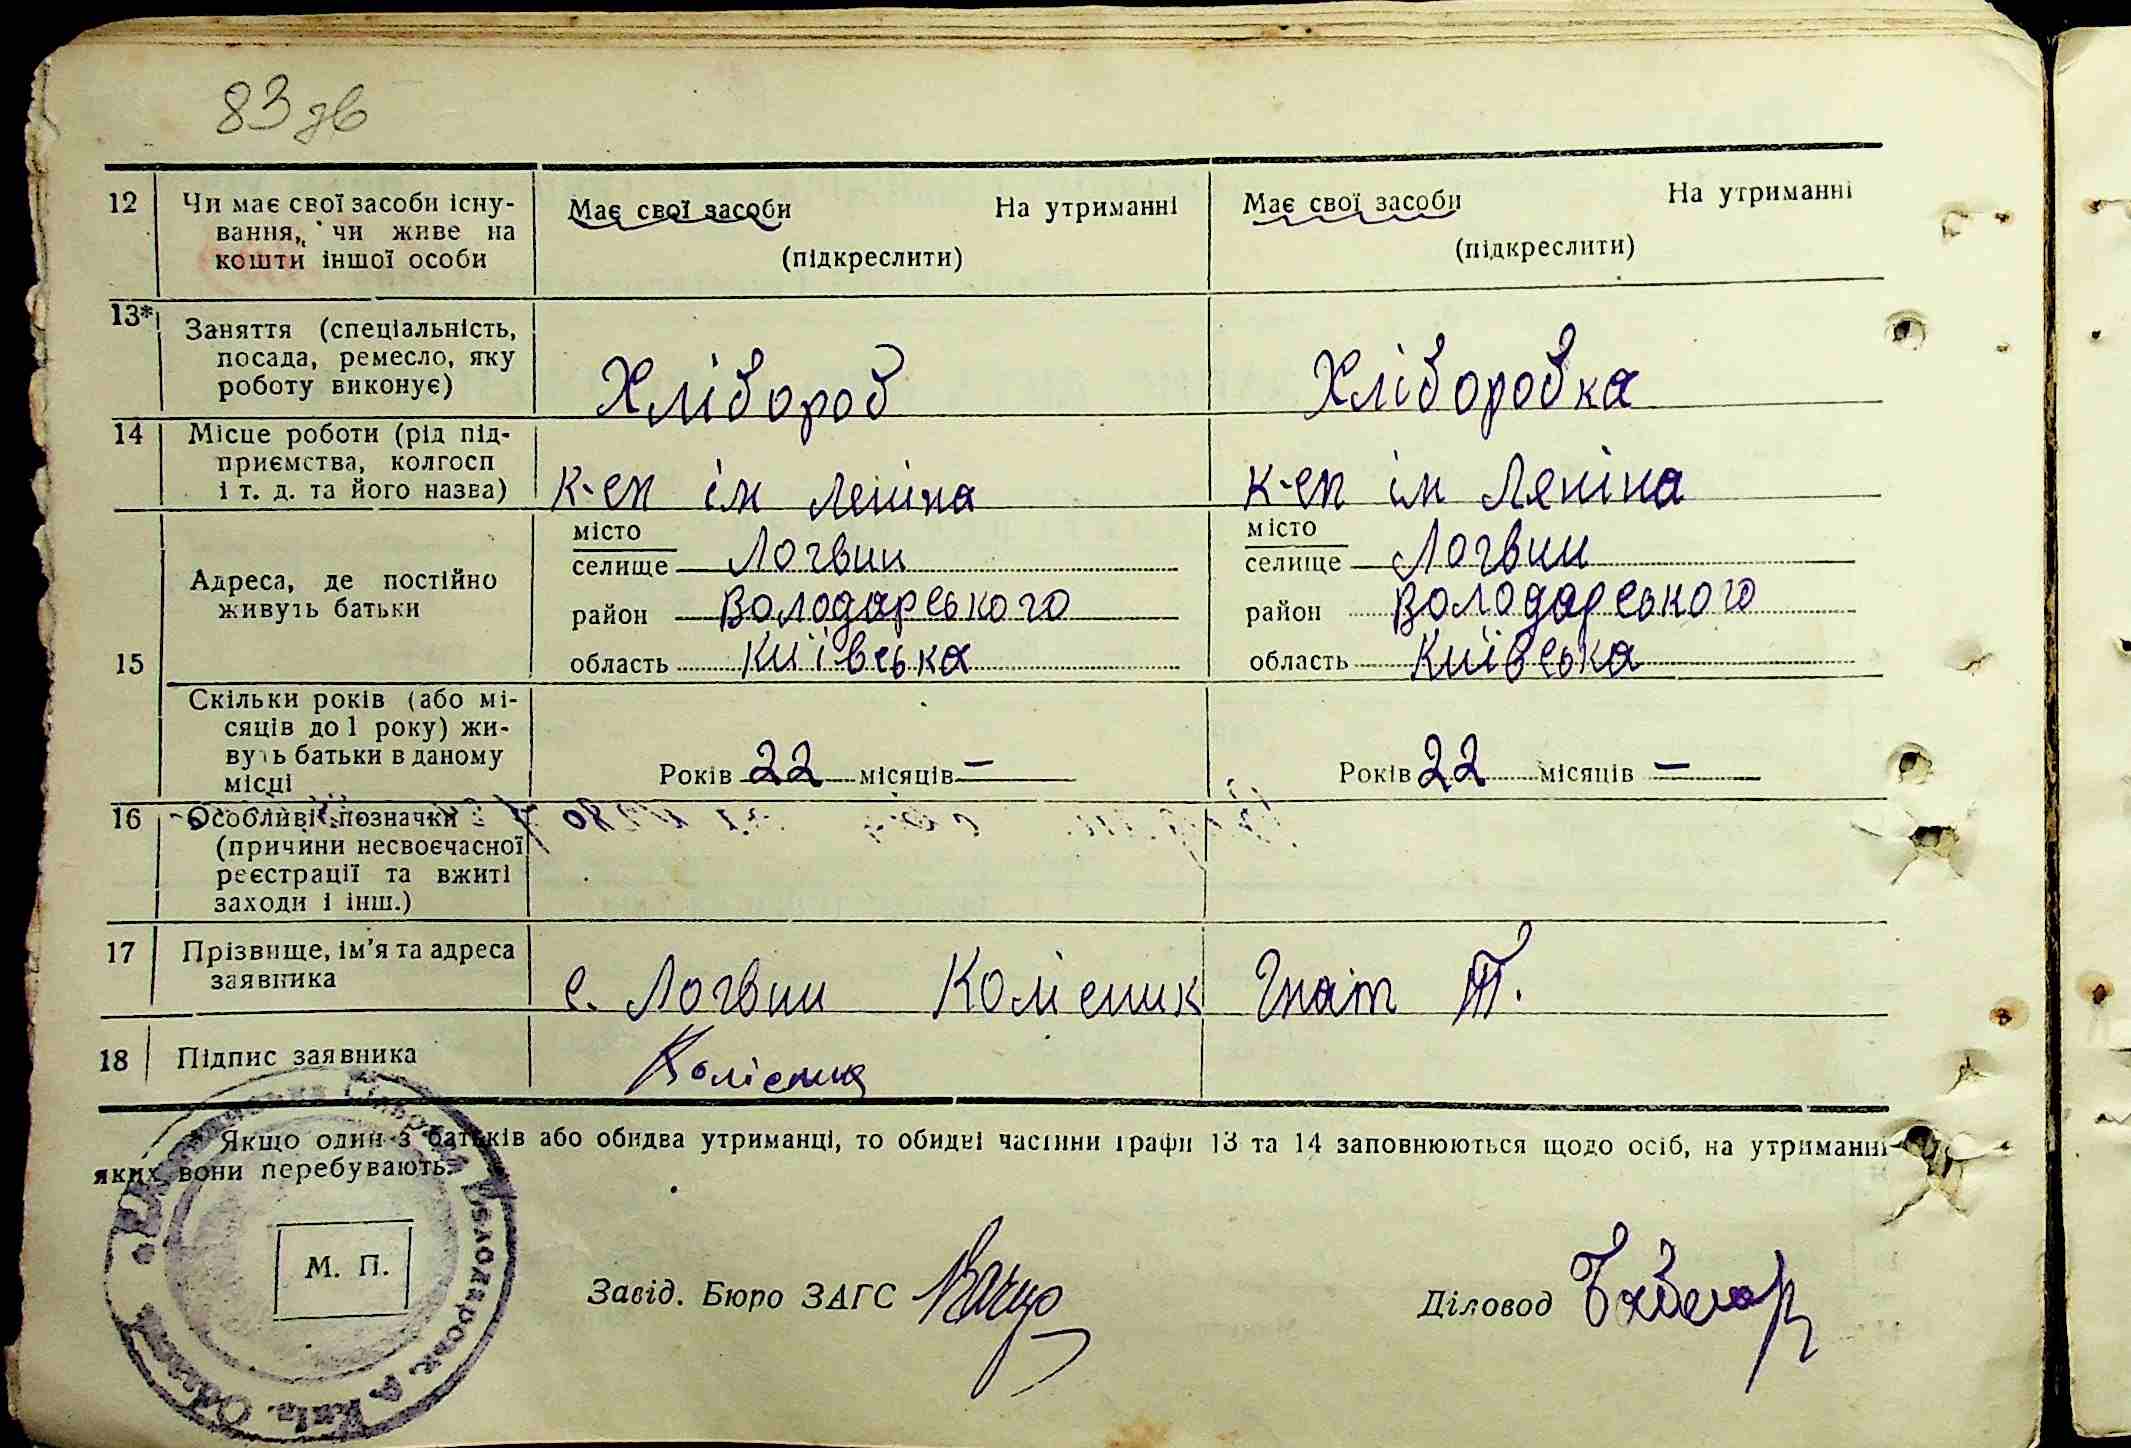 83 зв
12 Чи має свої засоби існу-
вання, чи живе на
кошти іншої особи
Має свої засоби На утриманні
(підкреслити)
Має свої засоби На утриманні
(підкреслити)
13* Заняття (спеціальність,
посада, ремесло, яку
роботу виконує)
Хлібороб
Хлiборобка
14 Місце роботи (рід під-
приємства, колгосп
і т. д. та його назва)
к-сп ім Леніна
к-сп ім Леніна
15 Адреса, де постійно
живуть батьки
місто
селище Логвин
район Володарського
область Київська
місто
селище Логвин
район Володарського
область Київська
Скільки років (або мі-
сяців до 1 року) жи-
вуть батьки в даному
місці
Років 22 місяців —
Років 22 місяців —
16 Особливі позначки
(причини несвоєчасної
реєстрації та вжиті
заходи і інш.)
17 Прізвище, ім'я та адреса
заявника
с. Логвин Колісник Гнат Т.
18 Підпис заявника
Колісник
Якщо один з батьків або обидва утриманці, то обидві частини графи 13 та 14 заповнюються щодо осіб, на утриманні
яких вони перебувають.
М. П.
Завід. Бюро ЗАГС
Діловод